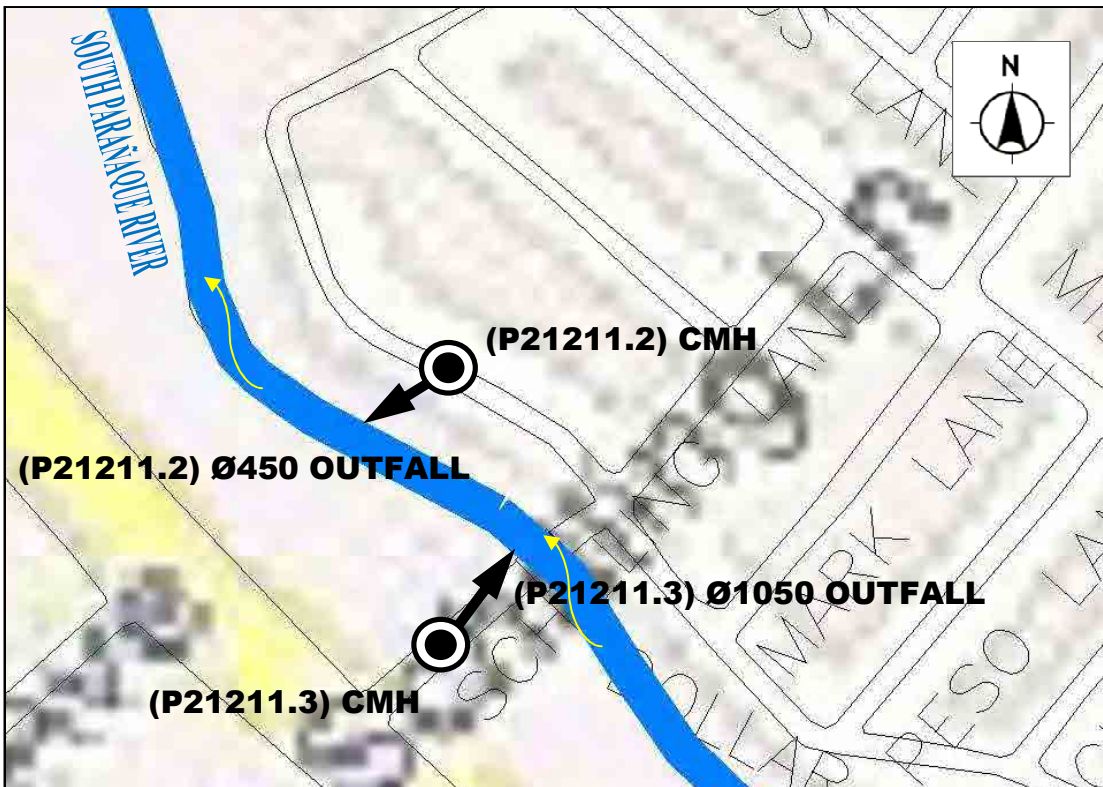 SOUTH PARAÑAQUE RIVER
N
(P21211.2) CMH
(P21211.2) Ø450 OUTFALL
(P21211.3) Ø1050 OUTFALL
(P21211.3) CMH
LANE
MARK LANE
PESO